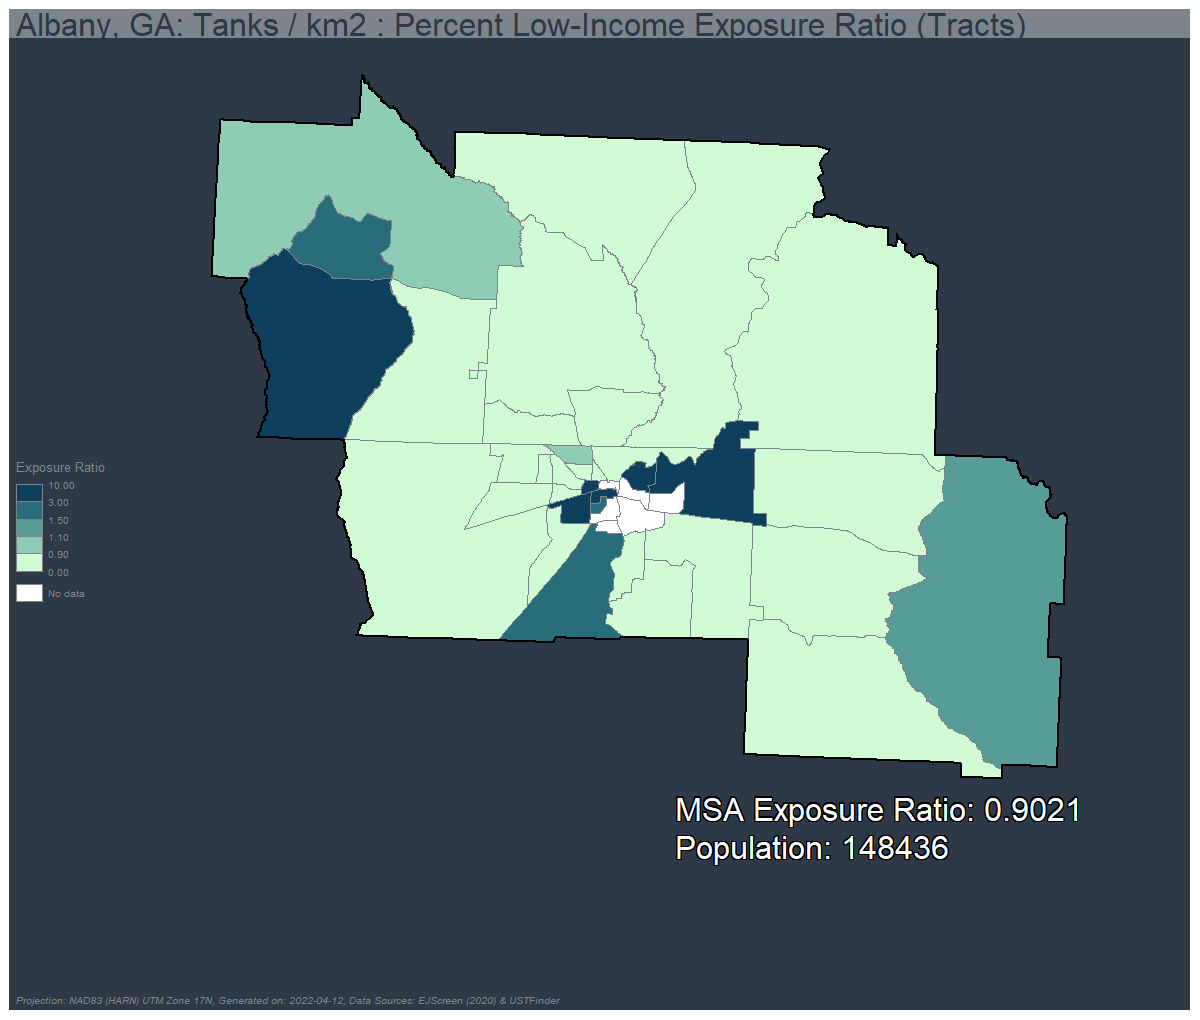 Albany, GA: Tanks / km2 : Percent Low-Income Exposure Ratio (Tracts)
Exposure Ratio
10.00
3.00
1.50
1.10
0.90
0.00
No data
MSA Exposure Ratio: 0.9021
Population: 148436
Projection: NAD83 (HARN) UTM Zone 17N, Generated on: 2022-04-12, Data Sources: EJScreen (2020) & USTFinder